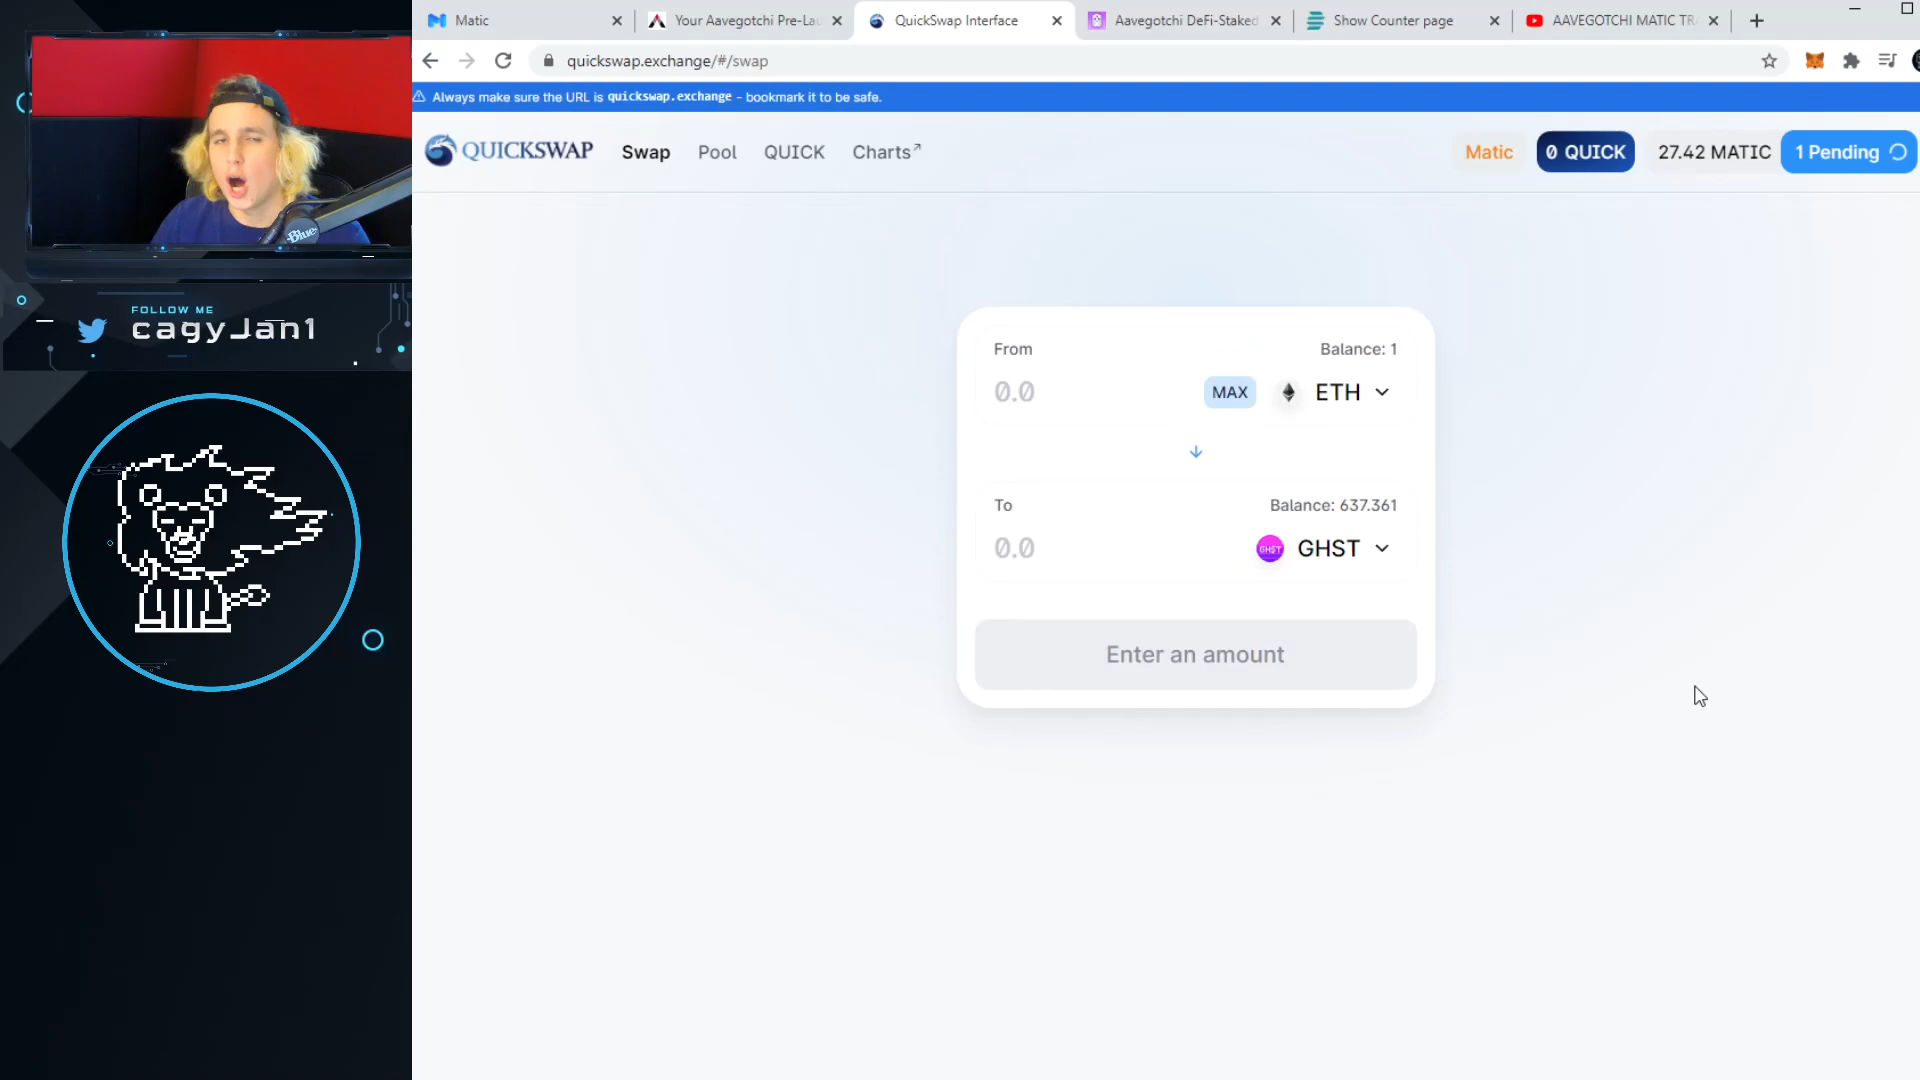 Matic
Your Aavegotchi Pre-Lau
QuickSwap Interface
Aavegotchi DeFi-Staked
Show Counter page
AAVEGOTCHI MATIC TR
quickswap.exchange/#/swap
Always make sure the URL is quickswap.exchange - bookmark it to be safe.
QUICKSWAP
Swap
Pool
QUICK
Charts↗
Matic
0 QUICK
27.42 MATIC
1 Pending
Blue
FOLLOW ME
cagyJan1
From
Balance: 1
0.0
MAX
ETH
To
Balance: 637.361
0.0
GHST
GHST
Enter an amount